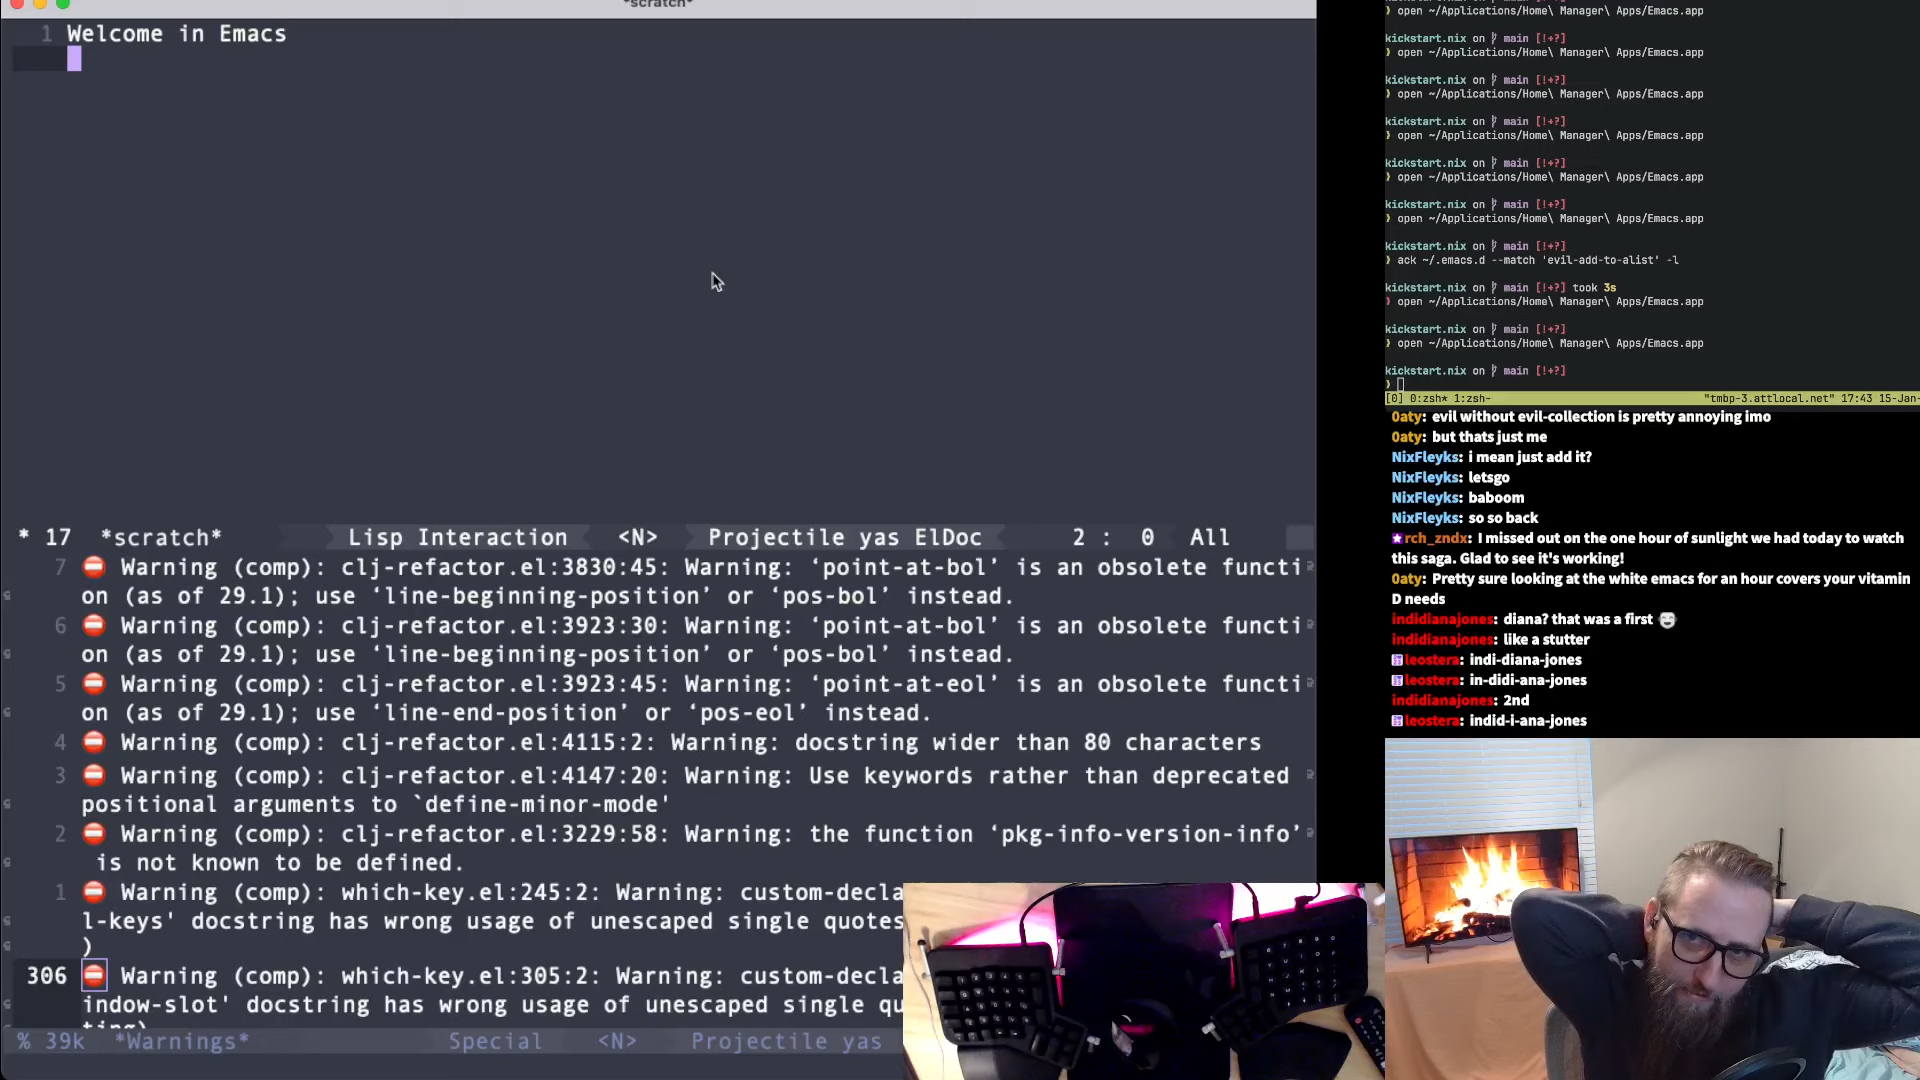 *scratch*
1 Welcome in Emacs
* 17 *scratch* Lisp Interaction <N> Projectile yas ElDoc 2 : 0 All
7 ⛔ Warning (comp): clj-refactor.el:3830:45: Warning: ‘point-at-bol’ is an obsolete functi
on (as of 29.1); use ‘line-beginning-position’ or ‘pos-bol’ instead.
6 ⛔ Warning (comp): clj-refactor.el:3923:30: Warning: ‘point-at-bol’ is an obsolete functi
on (as of 29.1); use ‘line-beginning-position’ or ‘pos-bol’ instead.
5 ⛔ Warning (comp): clj-refactor.el:3923:45: Warning: ‘point-at-eol’ is an obsolete functi
on (as of 29.1); use ‘line-end-position’ or ‘pos-eol’ instead.
4 ⛔ Warning (comp): clj-refactor.el:4115:2: Warning: docstring wider than 80 characters
3 ⛔ Warning (comp): clj-refactor.el:4147:20: Warning: Use keywords rather than deprecated
positional arguments to `define-minor-mode'
2 ⛔ Warning (comp): clj-refactor.el:3229:58: Warning: the function ‘pkg-info-version-info’
is not known to be defined.
1 ⛔ Warning (comp): which-key.el:245:2: Warning: custom-decla
l-keys' docstring has wrong usage of unescaped single quotes
)
306 ⛔ Warning (comp): which-key.el:305:2: Warning: custom-decla
indow-slot' docstring has wrong usage of unescaped single qu
ting)
% 39k *Warnings* Special <N> Projectile yas
❯ open ~/Applications/Home\ Manager\ Apps/Emacs.app
kickstart.nix on main [!+?]
❯ open ~/Applications/Home\ Manager\ Apps/Emacs.app
kickstart.nix on main [!+?]
❯ open ~/Applications/Home\ Manager\ Apps/Emacs.app
kickstart.nix on main [!+?]
❯ open ~/Applications/Home\ Manager\ Apps/Emacs.app
kickstart.nix on main [!+?]
❯ open ~/Applications/Home\ Manager\ Apps/Emacs.app
kickstart.nix on main [!+?]
❯ open ~/Applications/Home\ Manager\ Apps/Emacs.app
kickstart.nix on main [!+?]
❯ ack ~/.emacs.d --match 'evil-add-to-alist' -l
kickstart.nix on main [!+?] took 3s
❯ open ~/Applications/Home\ Manager\ Apps/Emacs.app
kickstart.nix on main [!+?]
❯ open ~/Applications/Home\ Manager\ Apps/Emacs.app
kickstart.nix on main [!+?]
❯
[0] 0:zsh* 1:zsh- "tmbp-3.attlocal.net" 17:43 15-Jan-
0aty: evil without evil-collection is pretty annoying imo
0aty: but thats just me
NixFleyks: i mean just add it?
NixFleyks: letsgo
NixFleyks: baboom
NixFleyks: so so back
rch_zndx: I missed out on the one hour of sunlight we had today to watch
this saga. Glad to see it's working!
0aty: Pretty sure looking at the white emacs for an hour covers your vitamin
D needs
indidianajones: diana? that was a first
indidianajones: like a stutter
leostera: indi-diana-jones
leostera: in-didi-ana-jones
indidianajones: 2nd
leostera: indid-i-ana-jones